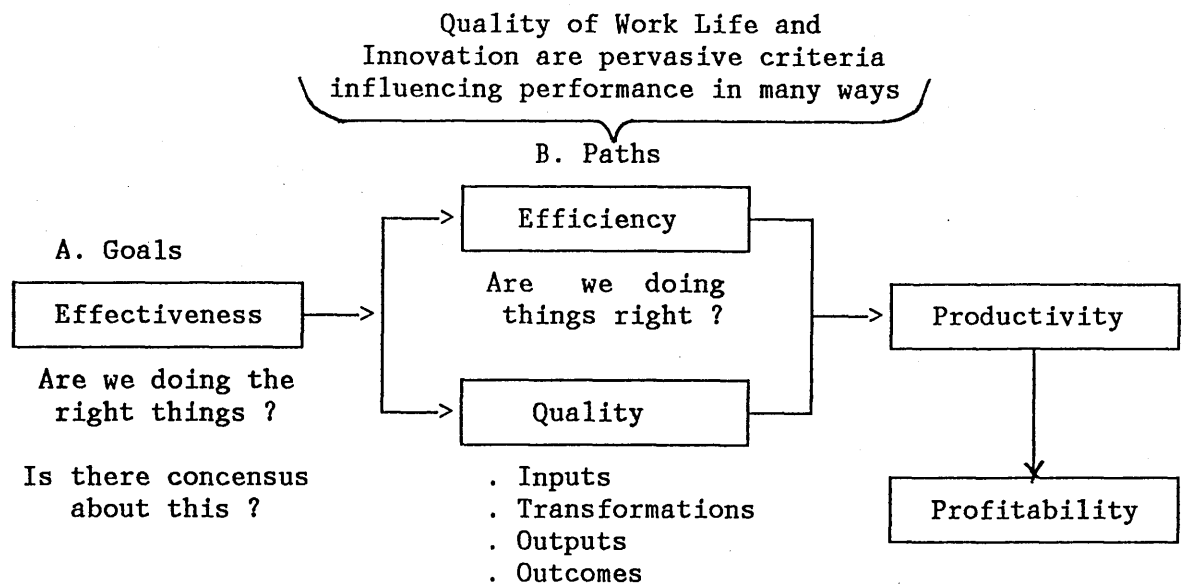 Quality of Work Life and
Innovation are pervasive criteria
influencing performance in many ways
B. Paths
Efficiency
Are we doing
things right ?
A. Goals
Effectiveness
Are we doing the
right things ?
Is there concensus
about this ?
Quality
. Inputs
. Transformations
. Outputs
. Outcomes
Productivity
Profitability